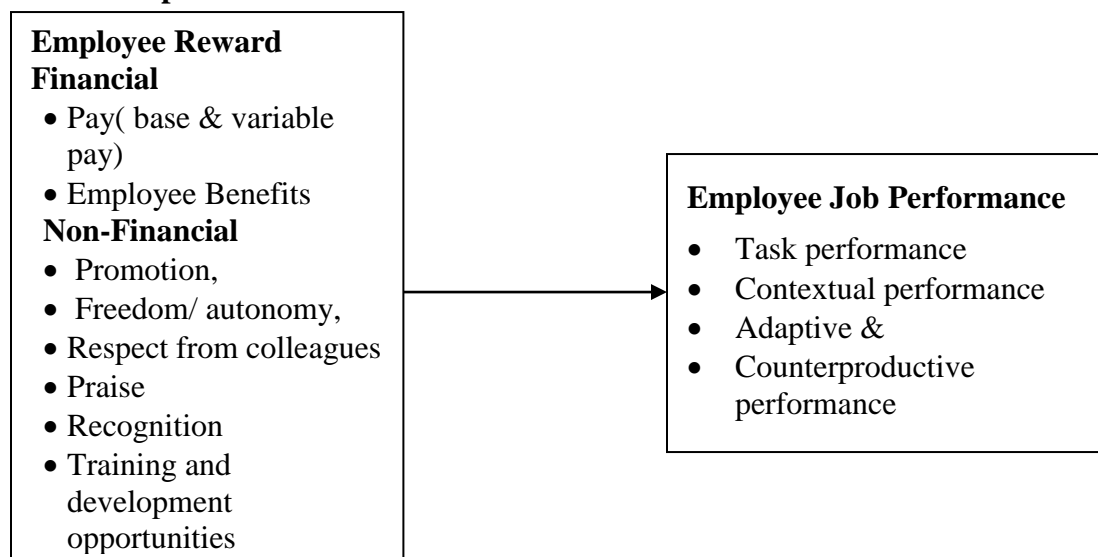 Employee Reward
Financial
• Pay( base & variable
pay)
• Employee Benefits
Non-Financial
• Promotion,
• Freedom/ autonomy,
• Respect from colleagues
• Praise
• Recognition
• Training and
development
opportunities
Employee Job Performance
• Task performance
• Contextual performance
• Adaptive &
• Counterproductive
performance